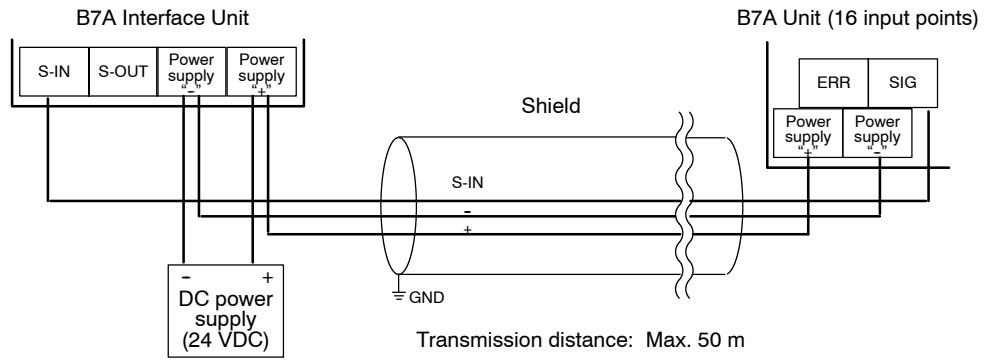 B7A Interface Unit
B7A Unit (16 input points)
S-IN
S-OUT
Power
supply
“-”
Power
supply
“+”
ERR
SIG
Power
supply
“+”
Power
supply
“-”
Shield
S-IN
-
+
GND
- +
DC power
supply
(24 VDC)
Transmission distance: Max. 50 m